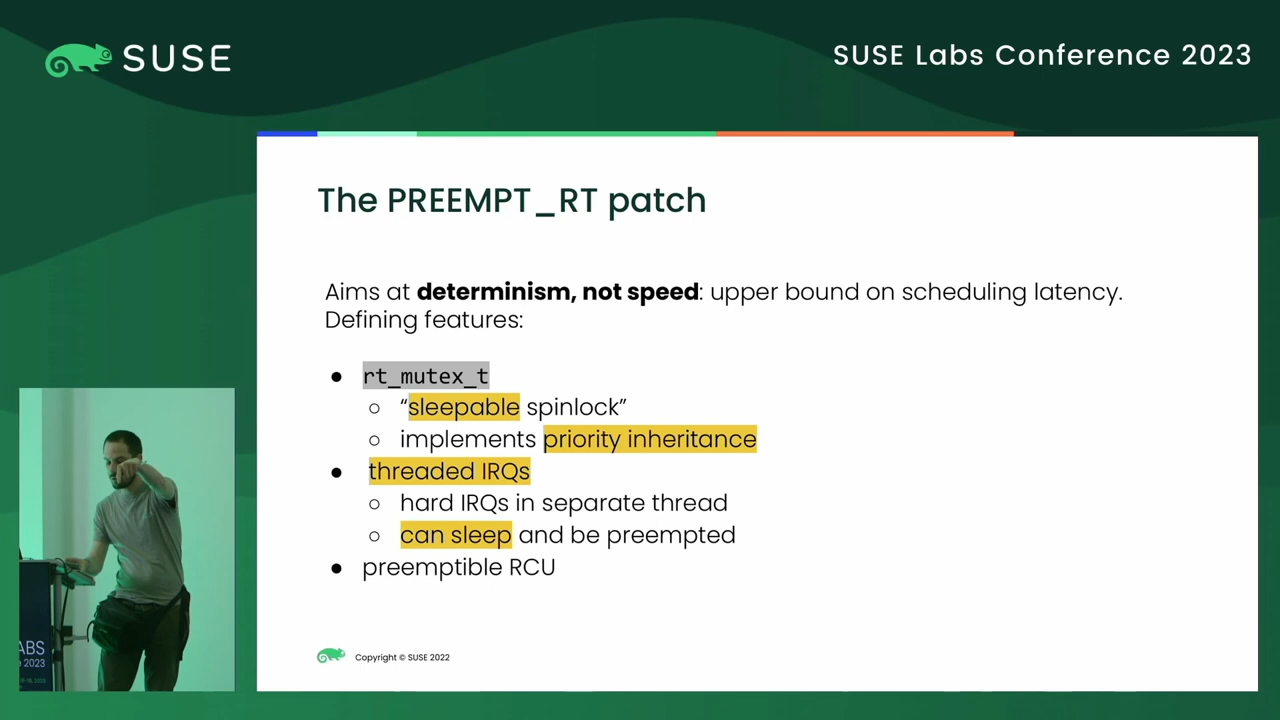 SUSE
SUSE Labs Conference 2023
The PREEMPT_RT patch
Aims at determinism, not speed: upper bound on scheduling latency.
Defining features:
● rt_mutex_t
○ “sleepable spinlock”
○ implements priority inheritance
● threaded IRQs
○ hard IRQs in separate thread
○ can sleep and be preempted
● preemptible RCU
Copyright © SUSE 2022
ABS
2023